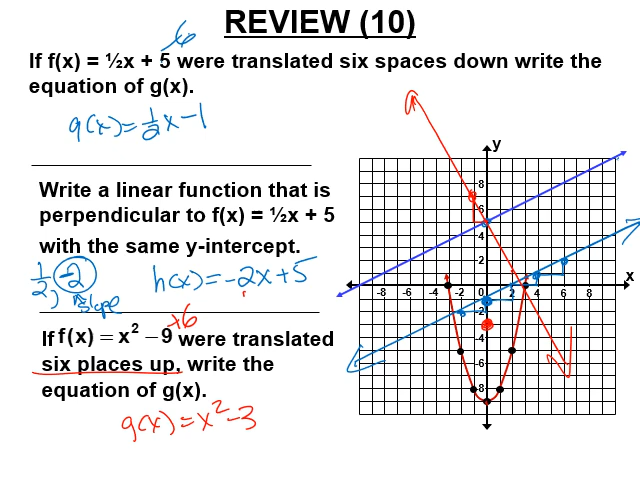 REVIEW (10)
-6
If f(x) = ½x + 5 were translated six spaces down write the
equation of g(x).
g(x)=½x-1
Write a linear function that is
perpendicular to f(x) = ½x + 5
with the same y-intercept.
½) -2 h(x)=-2x+5
slope
+6
If f(x) = x² − 9 were translated
six places up, write the
equation of g(x).
g(x)=x²-3
y
8
6
4
2
x
-8 -6 -4 -2 0 2 4 6 8
-2
-4
-6
-8